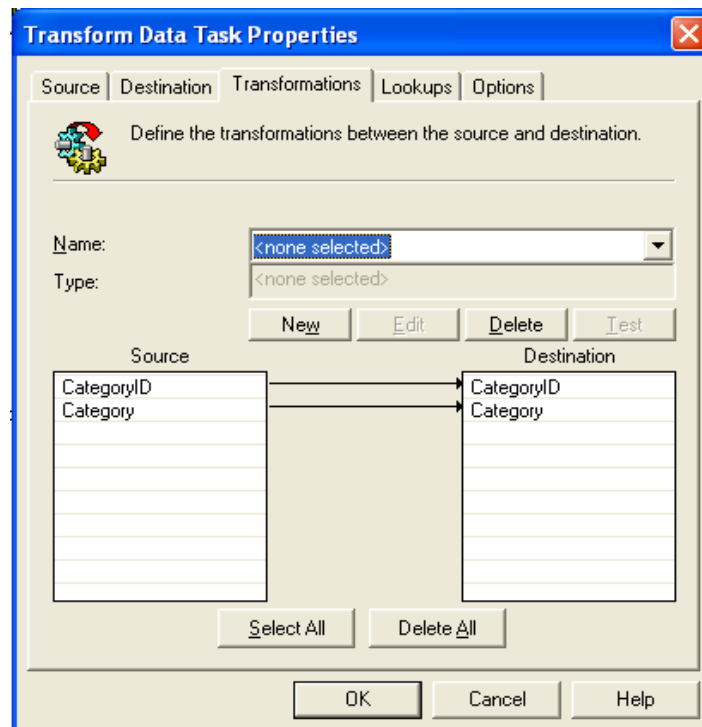 Transform Data Task Properties
Source Destination Transformations Lookups Options
Define the transformations between the source and destination.
Name: <none selected>
Type: <none selected>
New Edit Delete Test
Source Destination
CategoryID CategoryID
Category Category
Select All Delete All
OK Cancel Help